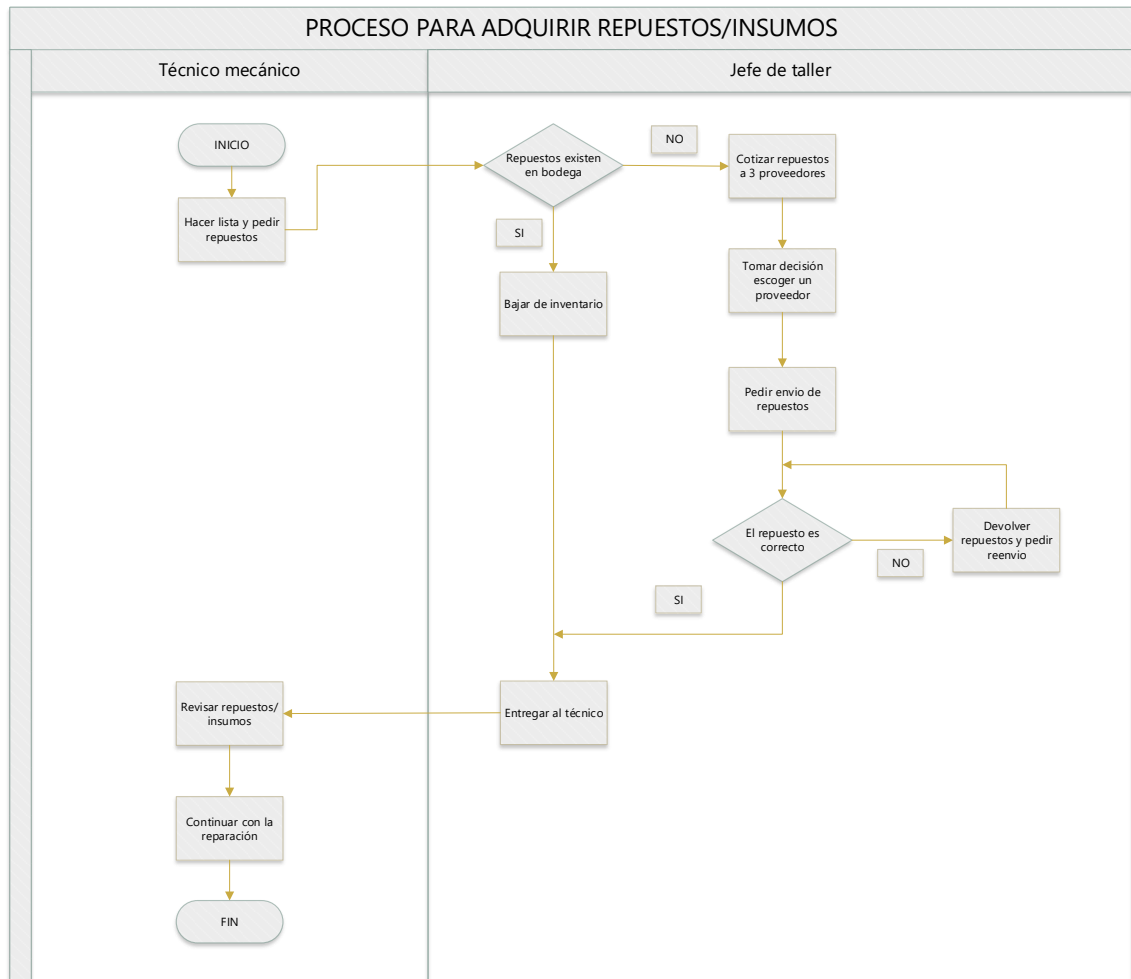 PROCESO PARA ADQUIRIR REPUESTOS/INSUMOS
Técnico mecánico
Jefe de taller
INICIO
Hacer lista y pedir
repuestos
Repuestos existen
en bodega
NO
Cotizar repuestos
a 3 proveedores
SI
Bajar de inventario
Tomar decisión
escoger un
proveedor
Pedir envio de
repuestos
El repuesto es
correcto
NO
Devolver
repuestos y pedir
reenvio
SI
Entregar al técnico
Revisar repuestos/
insumos
Continuar con la
reparación
FIN